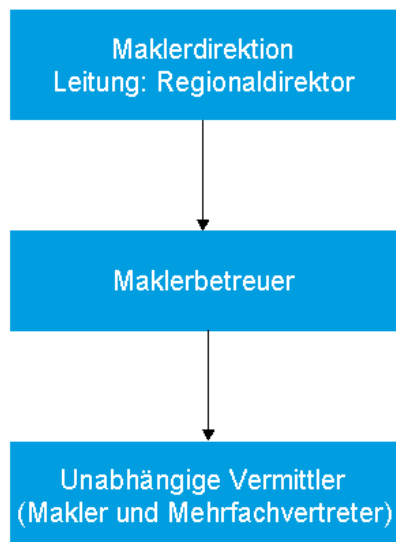 Maklerdirektion
Leitung: Regionaldirektor
Maklerbetreuer
Unabhängige Vermittler
(Makler und Mehrfachvertreter)